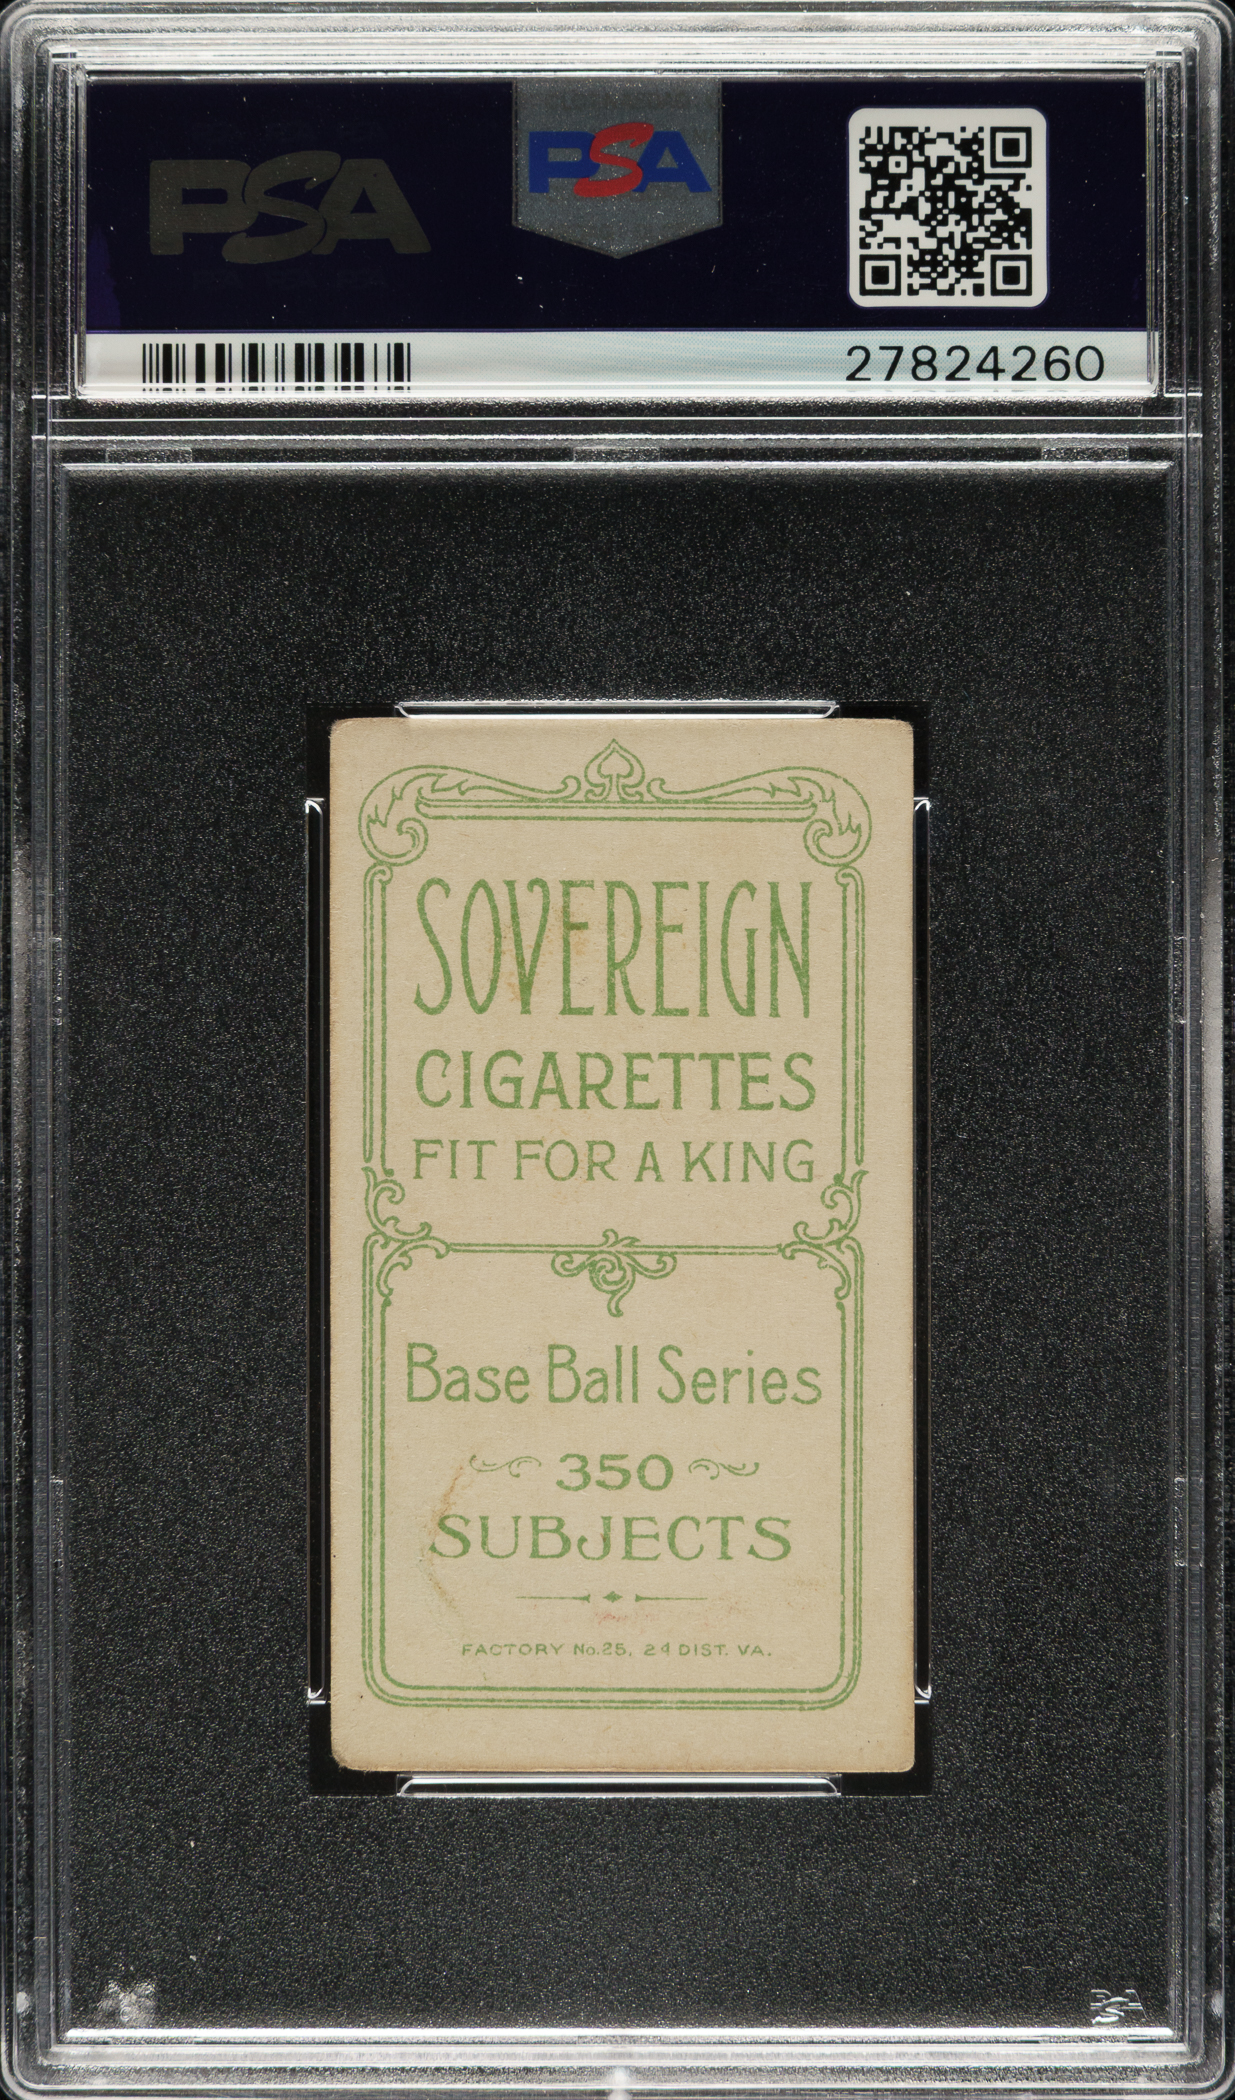 PSA
PSA
27824260
SOVEREIGN
CIGARETTES
FIT FOR A KING
Base Ball Series
350
SUBJECTS
FACTORY No. 25, 2d DIST. VA.
PSA